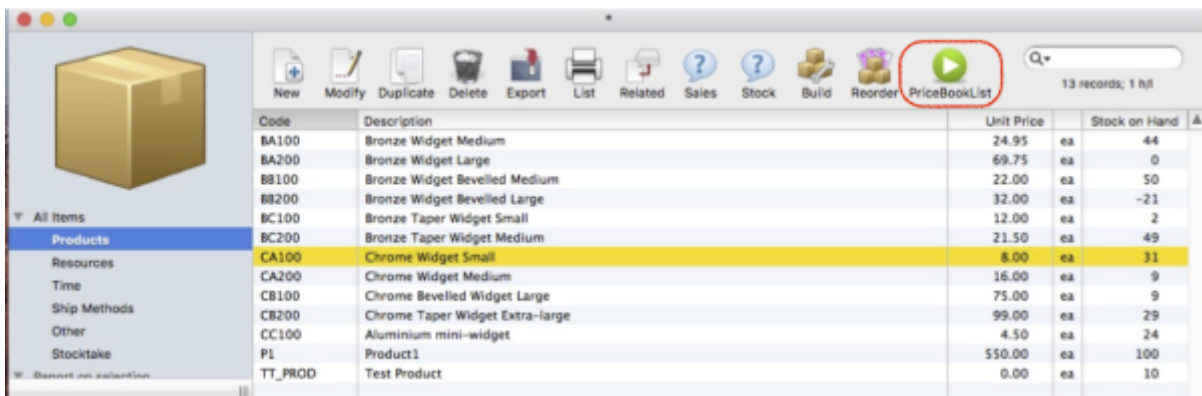 New Modify Duplicate Delete Export List Related Sales Stock Build Reorder PriceBookList
13 records; 1 h/l
Code Description Unit Price Stock on Hand
BA100 Bronze Widget Medium 24.95 ea 44
BA200 Bronze Widget Large 69.75 ea 0
BB100 Bronze Widget Bevelled Medium 22.00 ea 50
BB200 Bronze Widget Bevelled Large 32.00 ea -21
BC100 Bronze Taper Widget Small 12.00 ea 2
BC200 Bronze Taper Widget Medium 21.50 ea 49
CA100 Chrome Widget Small 8.00 ea 31
CA200 Chrome Widget Medium 16.00 ea 9
CB100 Chrome Bevelled Widget Large 75.00 ea 9
CB200 Chrome Taper Widget Extra-large 99.00 ea 29
CC100 Aluminium mini-widget 4.50 ea 24
P1 Product1 550.00 ea 100
TT_PROD Test Product 0.00 ea 10
All Items
Products
Resources
Time
Ship Methods
Other
Stocktake
Report on selection